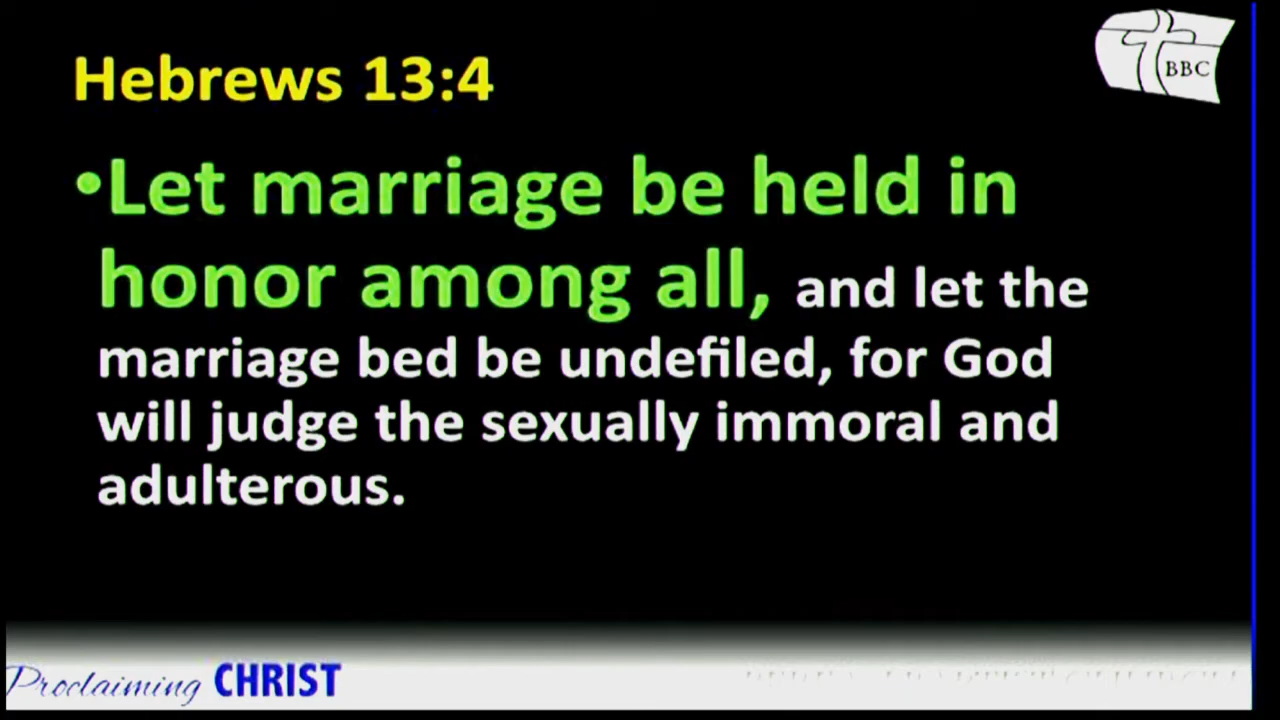 BBC
Hebrews 13:4
•Let marriage be held in
honor among all, and let the
marriage bed be undefiled, for God
will judge the sexually immoral and
adulterous.
Proclaiming CHRIST